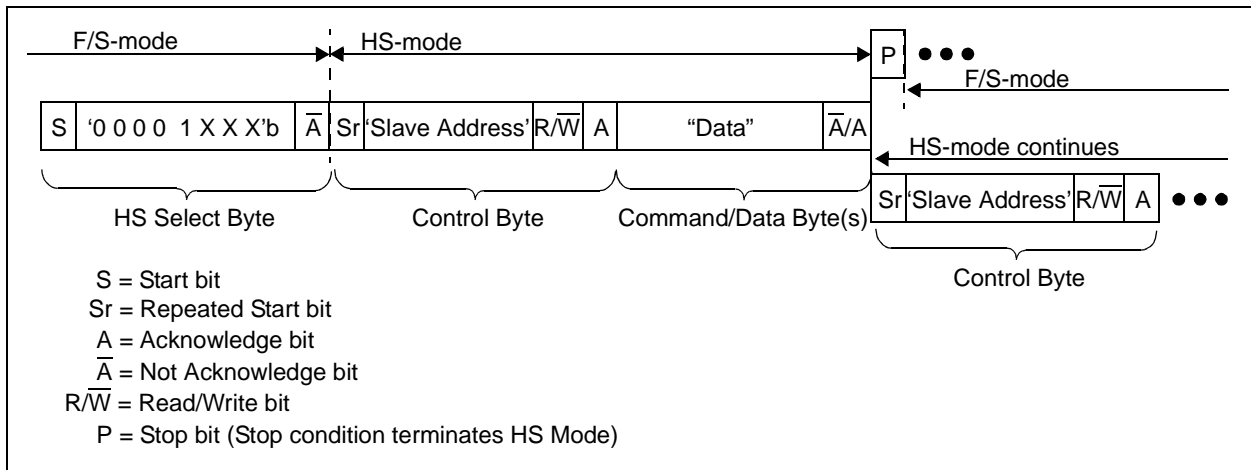 F/S-mode HS-mode P
F/S-mode
S '0 0 0 0 1 X X X'b A̅ Sr 'Slave Address' R/W̅ A "Data" A̅/A
HS-mode continues
Sr 'Slave Address' R/W̅ A
HS Select Byte Control Byte Command/Data Byte(s)
Control Byte
S = Start bit
Sr = Repeated Start bit
A = Acknowledge bit
A̅ = Not Acknowledge bit
R/W̅ = Read/Write bit
P = Stop bit (Stop condition terminates HS Mode)